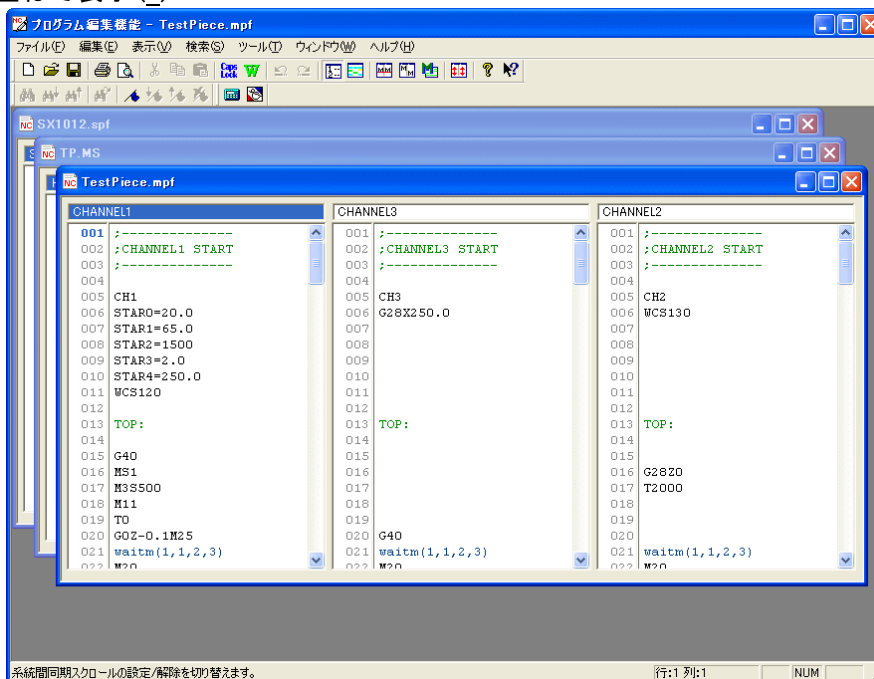 プログラム編集機能 - TestPiece.mpf
ファイル(F) 編集(E) 表示(V) 検索(S) ツール(T) ウィンドウ(W) ヘルプ(H)
SX1012.spf
TP.MS
TestPiece.mpf
CHANNEL1
001 ;--------------
002 ;CHANNEL1 START
003 ;--------------
004
005 CH1
006 STAR0=20.0
007 STAR1=65.0
008 STAR2=1500
009 STAR3=2.0
010 STAR4=250.0
011 WCS120
012
013 TOP:
014
015 G40
016 MS1
017 M3S500
018 M11
019 T0
020 G0Z-0.1M25
021 waitm(1,1,2,3)
022 M20
CHANNEL3
001 ;--------------
002 ;CHANNEL3 START
003 ;--------------
004
005 CH3
006 G28X250.0
007
008
009
010
011
012
013 TOP:
014
015
016
017
018
019
020 G40
021 waitm(1,1,2,3)
022 M20
CHANNEL2
001 ;--------------
002 ;CHANNEL2 START
003 ;--------------
004
005 CH2
006 WCS130
007
008
009
010
011
012
013 TOP:
014
015
016 G28Z0
017 T2000
018
019
020
021 waitm(1,1,2,3)
022 M20
系統間同期スクロールの設定/解除を切り替えます。
行:1 列:1
NUM